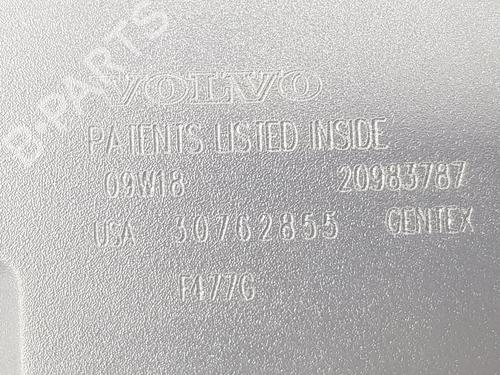 B-PARTS
VOLVO
PATENTS LISTED INSIDE
09W18 20983787
USA 30762855 GENTEX
F477G